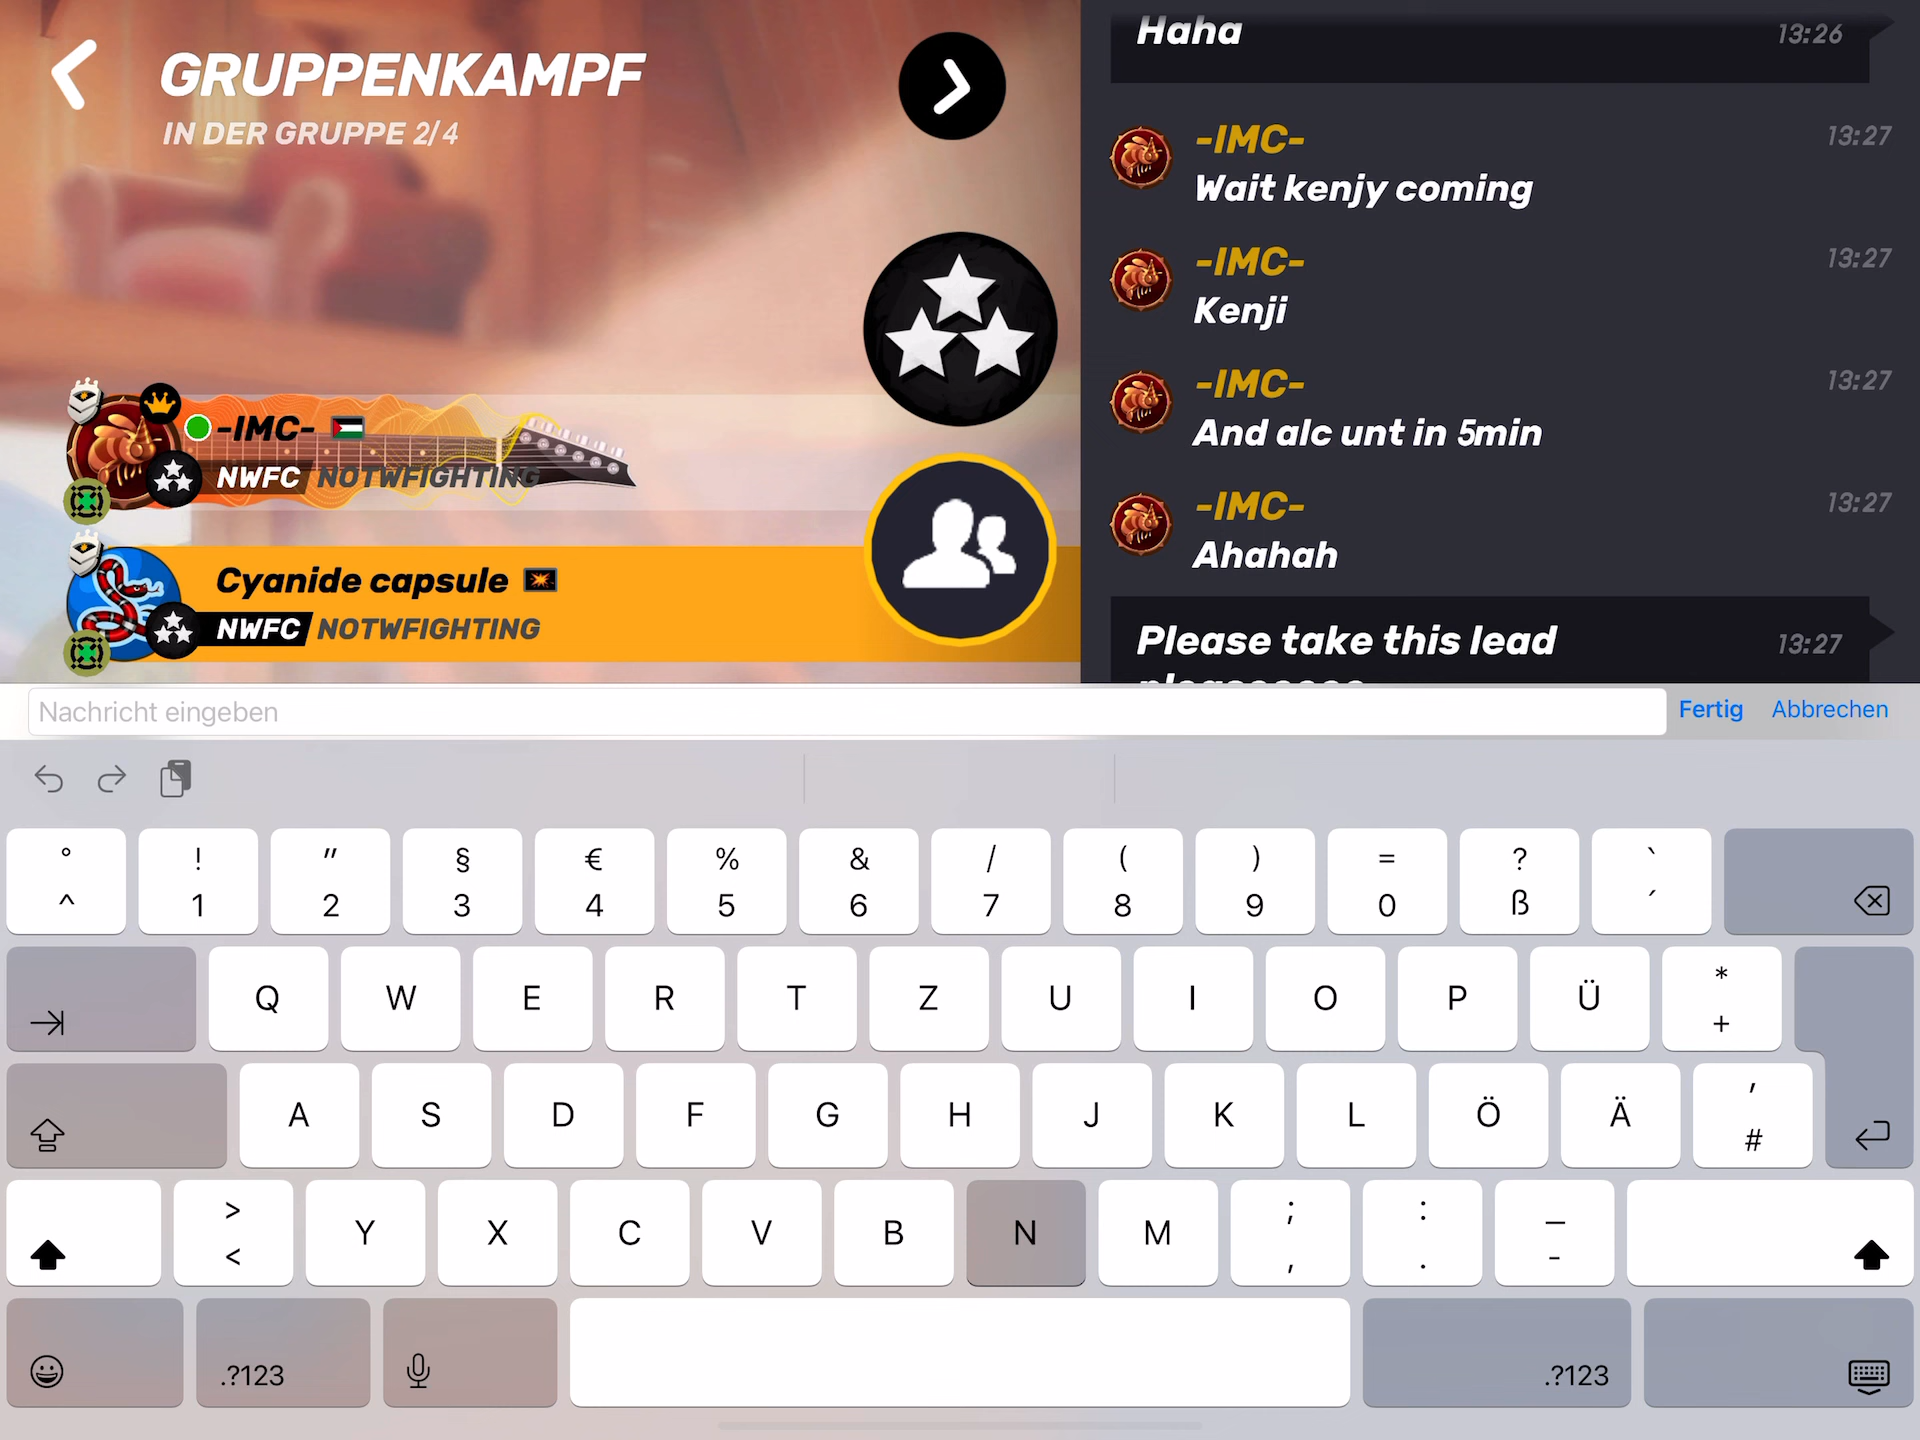 GRUPPENKAMPF
IN DER GRUPPE 2/4
-IMC-
NWFC NOTWFIGHTING
Cyanide capsule
NWFC NOTWFIGHTING
Haha 13:26
-IMC- 13:27
Wait kenjy coming
-IMC- 13:27
Kenji
-IMC- 13:27
And alc unt in 5min
-IMC- 13:27
Ahahah
Please take this lead 13:27
Nachricht eingeben Fertig Abbrechen
° ! " § € % & / ( ) = ? `
^ 1 2 3 4 5 6 7 8 9 0 ß ´
Q W E R T Z U I O P Ü * +
A S D F G H J K L Ö Ä ' #
> < Y X C V B N M ; , : . _ -
.?123 .?123